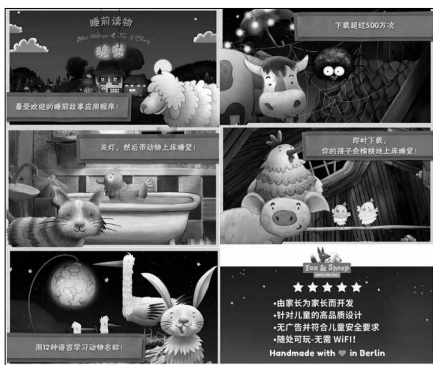 睡前读物
晚安
最受欢迎的睡前故事应用程序！
下载超过500万次
关灯，然后带动物上床睡觉！
即时下载，
你的孩子会愉快地上床睡觉！
用12种语言学习动物名称！
Fox & Sheep
•由家长为家长而开发
•针对儿童的高品质设计
•无广告并符合儿童安全要求
•随处可玩-无需 WiFi！
Handmade with ❤ in Berlin